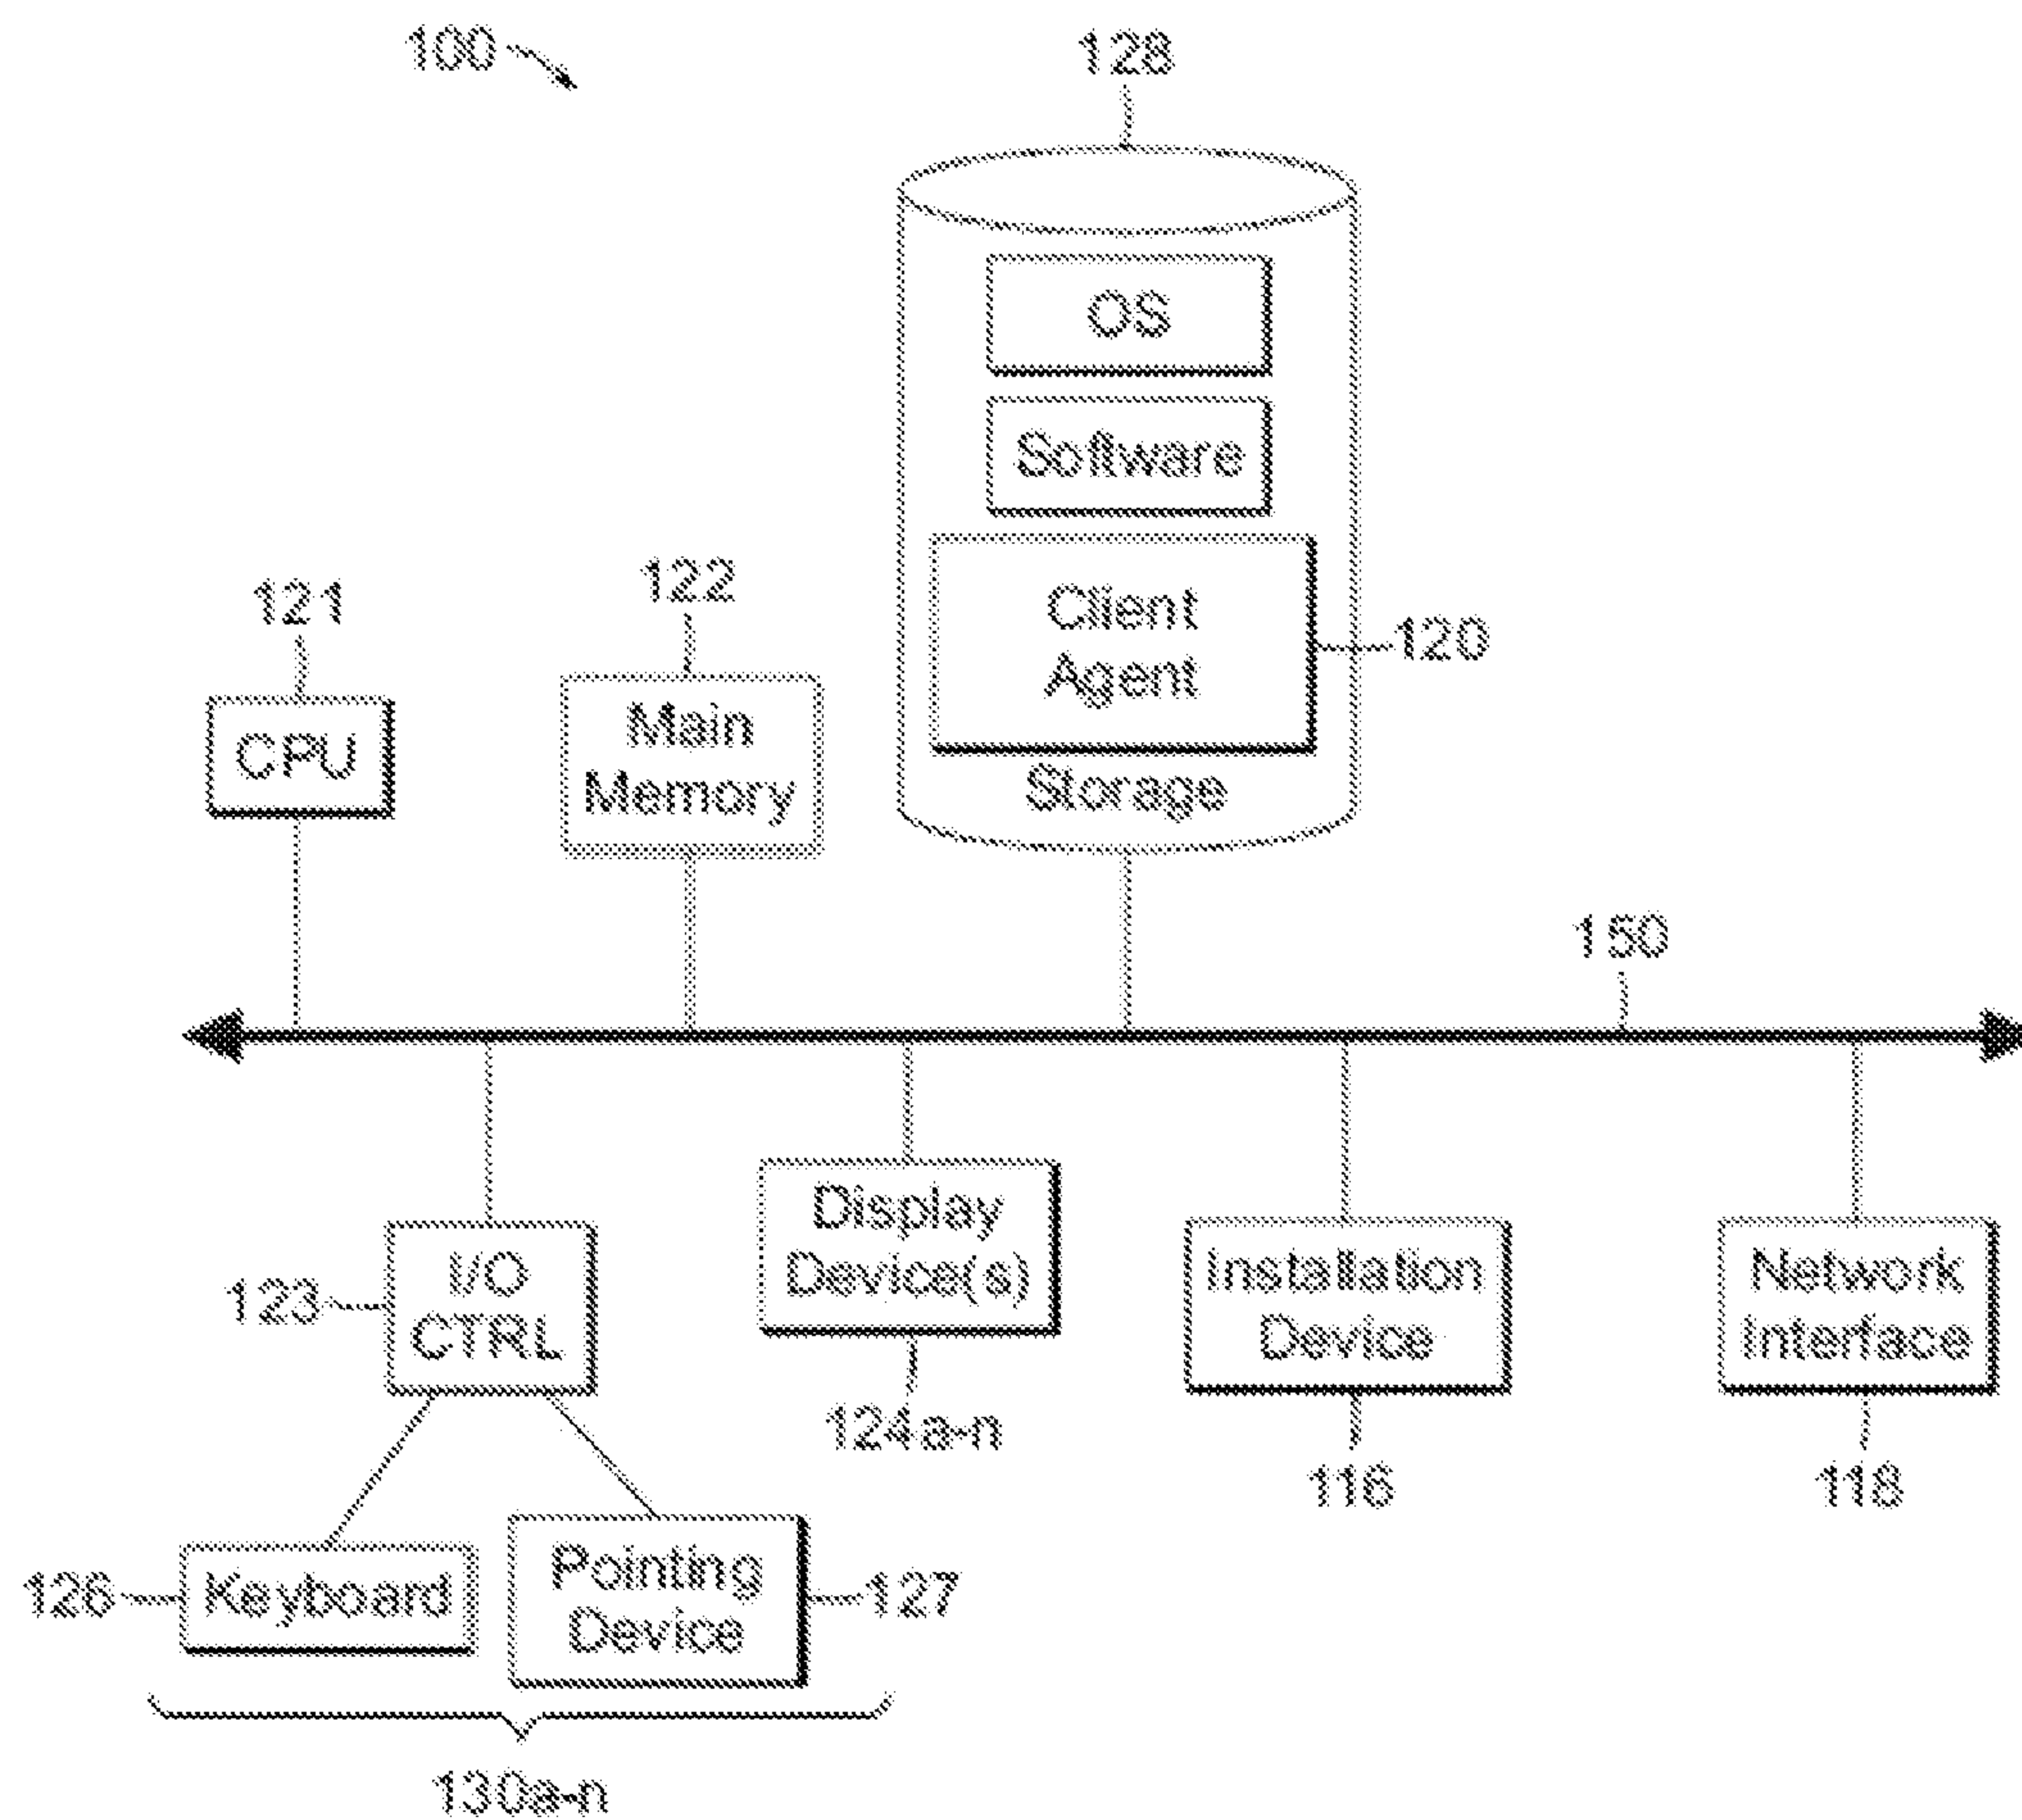 100
128
OS
Software
Client
Agent
120
Storage
121
CPU
122
Main
Memory
150
I/O
CTRL
123
Display
Device(s)
124a-n
Installation
Device
116
Network
Interface
118
126
Keyboard
Pointing
Device
127
130a-n